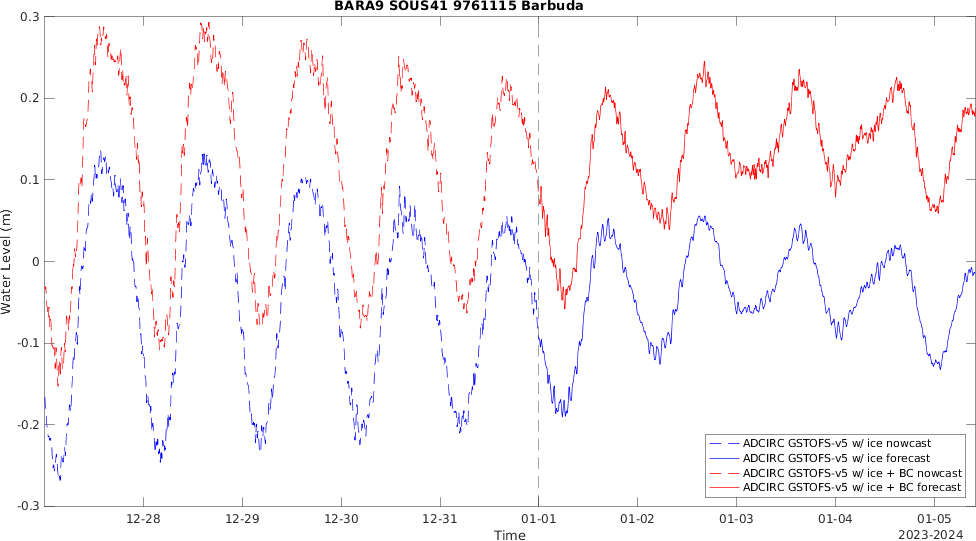 BARA9 SOUS41 9761115 Barbuda
0.3
0.2
0.1
0
-0.1
-0.2
-0.3
Water Level (m)
12-28 12-29 12-30 12-31 01-01 01-02 01-03 01-04 01-05
Time
2023-2024
ADCIRC GSTOFS-v5 w/ ice nowcast
ADCIRC GSTOFS-v5 w/ ice forecast
ADCIRC GSTOFS-v5 w/ ice + BC nowcast
ADCIRC GSTOFS-v5 w/ ice + BC forecast